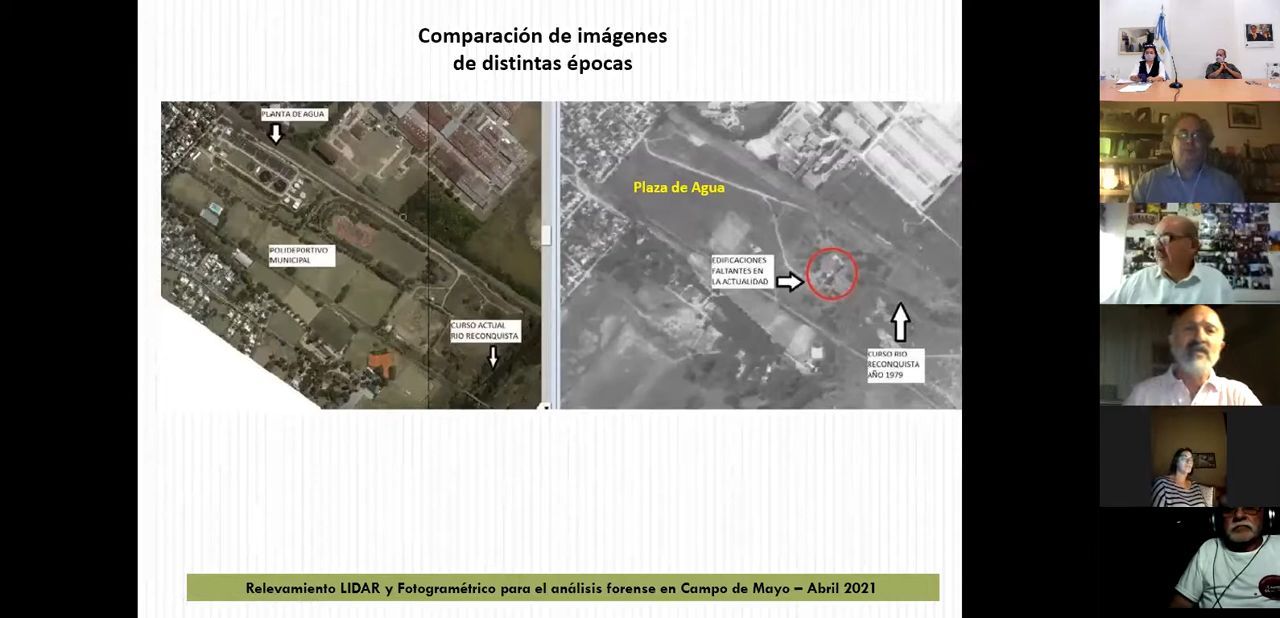 Comparación de imágenes
de distintas épocas
PLANTA DE AGUA
POLIDEPORTIVO
MUNICIPAL
CURSO ACTUAL
RIO RECONQUISTA
Plaza de Agua
EDIFICACIONES
FALTANTES EN
LA ACTUALIDAD
CURSO RIO
RECONQUISTA
AÑO 1979
Relevamiento LIDAR y Fotogramétrico para el análisis forense en Campo de Mayo – Abril 2021